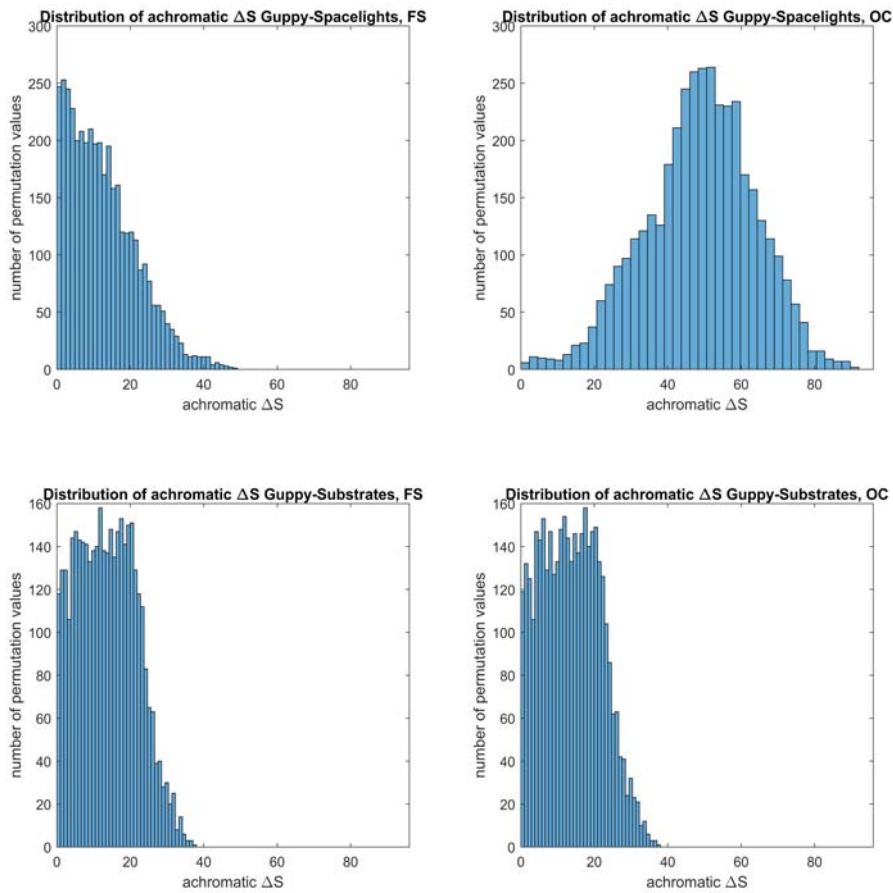 Distribution of achromatic ΔS Guppy-Spacelights, FS
300
250
200
150
100
50
0
number of permutation values
0 20 40 60 80
achromatic ΔS
Distribution of achromatic ΔS Guppy-Spacelights, OC
300
250
200
150
100
50
0
number of permutation values
0 20 40 60 80
achromatic ΔS
Distribution of achromatic ΔS Guppy-Substrates, FS
160
140
120
100
80
60
40
20
0
number of permutation values
0 20 40 60 80
achromatic ΔS
Distribution of achromatic ΔS Guppy-Substrates, OC
160
140
120
100
80
60
40
20
0
number of permutation values
0 20 40 60 80
achromatic ΔS